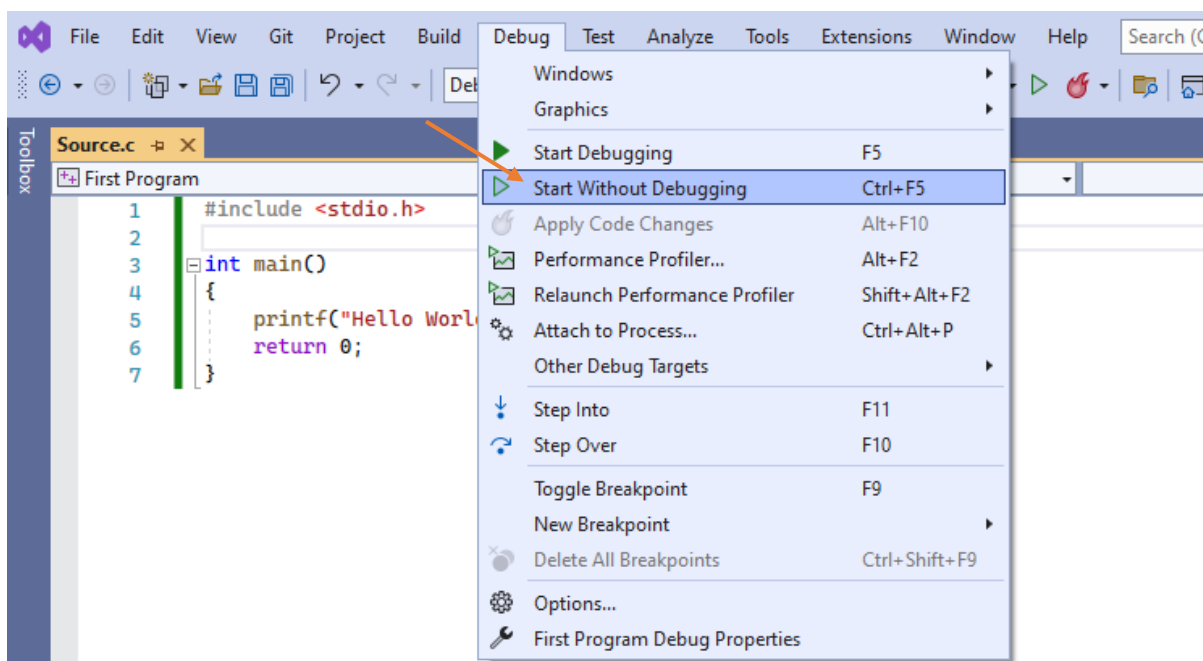 File Edit View Git Project Build Debug Test Analyze Tools Extensions Window Help Search
Toolbox
Source.c
First Program
1 #include <stdio.h>
2
3 int main()
4 {
5 printf("Hello Worl
6 return 0;
7 }
Windows
Graphics
Start Debugging F5
Start Without Debugging Ctrl+F5
Apply Code Changes Alt+F10
Performance Profiler... Alt+F2
Relaunch Performance Profiler Shift+Alt+F2
Attach to Process... Ctrl+Alt+P
Other Debug Targets
Step Into F11
Step Over F10
Toggle Breakpoint F9
New Breakpoint
Delete All Breakpoints Ctrl+Shift+F9
Options...
First Program Debug Properties